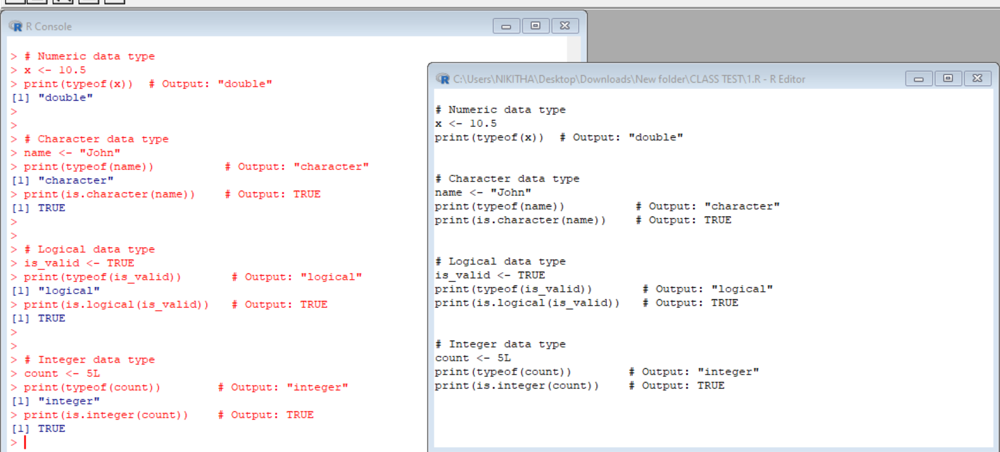 R Console
> # Numeric data type
> x <- 10.5
> print(typeof(x))  # Output: "double"
[1] "double"
>
>
> # Character data type
> name <- "John"
> print(typeof(name))          # Output: "character"
[1] "character"
> print(is.character(name))    # Output: TRUE
[1] TRUE
>
>
> # Logical data type
> is_valid <- TRUE
> print(typeof(is_valid))       # Output: "logical"
[1] "logical"
> print(is.logical(is_valid))   # Output: TRUE
[1] TRUE
>
>
> # Integer data type
> count <- 5L
> print(typeof(count))        # Output: "integer"
[1] "integer"
> print(is.integer(count))    # Output: TRUE
[1] TRUE
>
C:\Users\NIKITHA\Desktop\Downloads\New folder\CLASS TEST\1.R - R Editor
# Numeric data type
x <- 10.5
print(typeof(x))  # Output: "double"
# Character data type
name <- "John"
print(typeof(name))          # Output: "character"
print(is.character(name))    # Output: TRUE
# Logical data type
is_valid <- TRUE
print(typeof(is_valid))       # Output: "logical"
print(is.logical(is_valid))   # Output: TRUE
# Integer data type
count <- 5L
print(typeof(count))        # Output: "integer"
print(is.integer(count))    # Output: TRUE